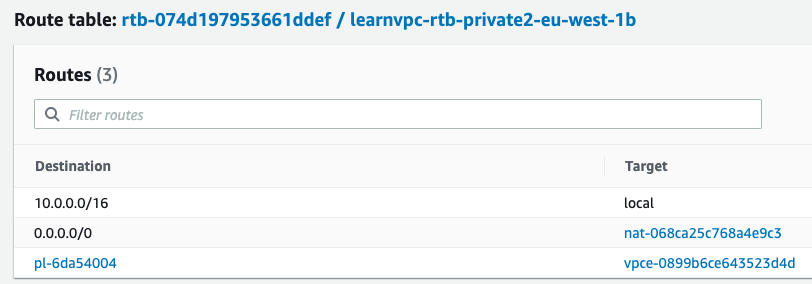 Route table: rtb-074d197953661ddef / learnvpc-rtb-private2-eu-west-1b
Routes (3)
Filter routes
Destination Target
10.0.0.0/16 local
0.0.0.0/0 nat-068ca25c768a4e9c3
pl-6da54004 vpce-0899b6ce643523d4d